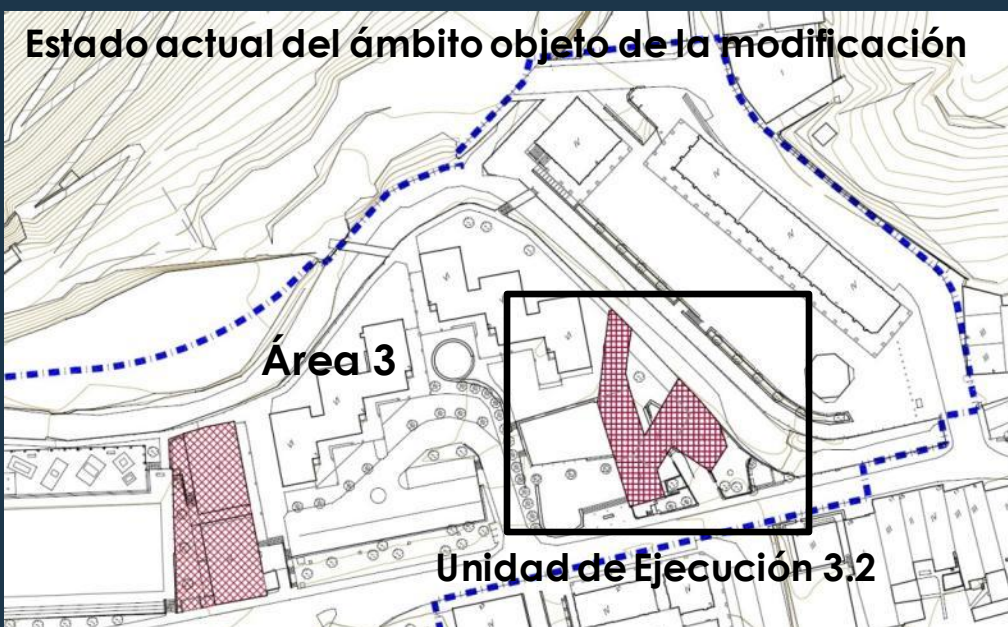 Estado actual del ámbito objeto de la modificación
Área 3
Unidad de Ejecución 3.2